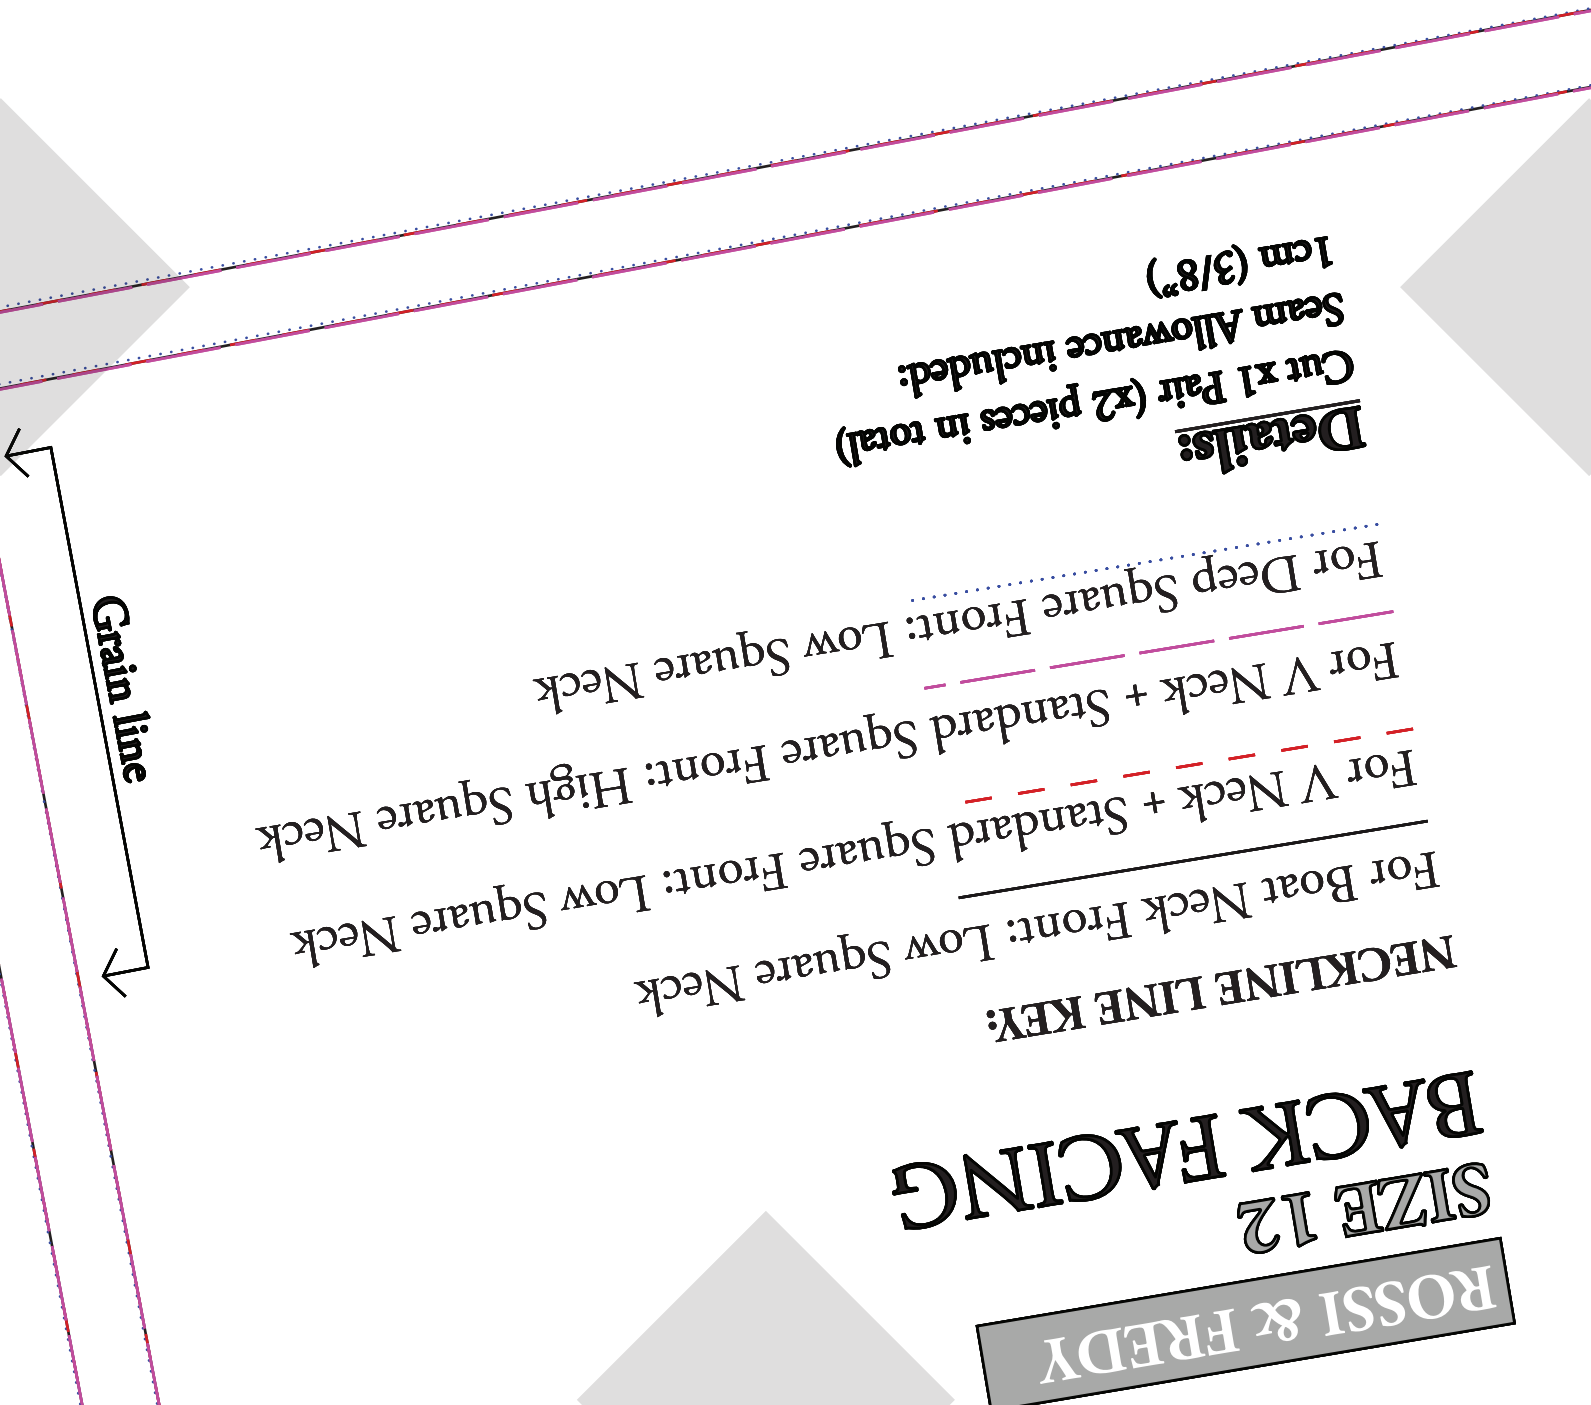 ROSSI & FREDY
SIZE 12
BACK FACING
NECKLINE LINE KEY:
For Boat Neck Front: Low Square Neck
For V Neck + Standard Square Front: Low Square Neck
For V Neck + Standard Square Front: High Square Neck
For Deep Square Front: Low Square Neck
Details:
Cut x1 Pair (x2 pieces in total)
Seam Allowance included:
1cm (3/8”)
Grain line